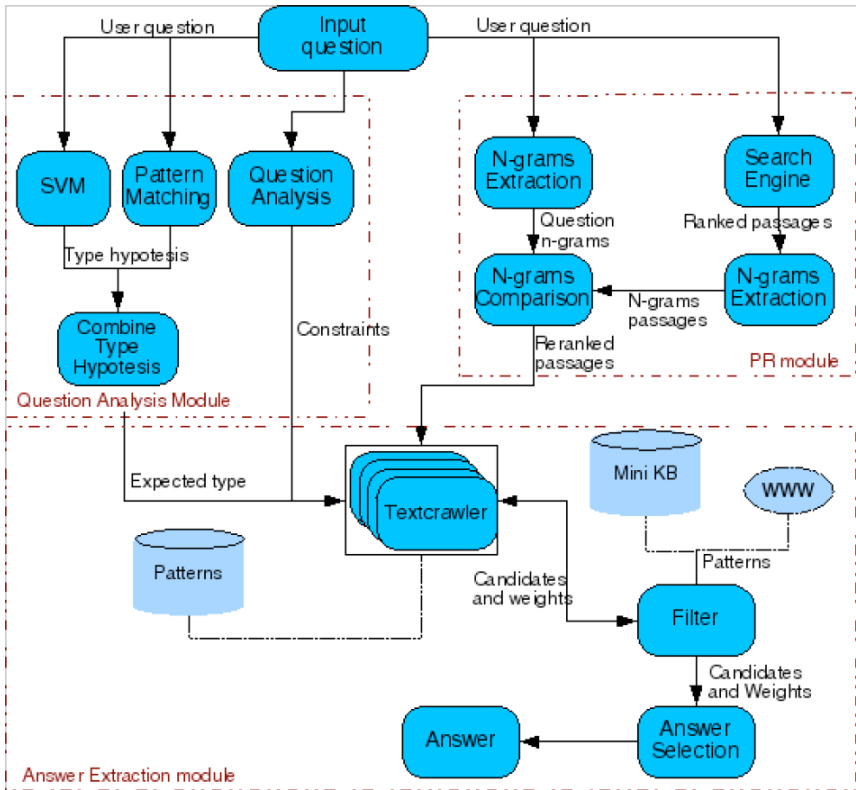 User question
Input
question
User question
SVM
Pattern
Matching
Question
Analysis
N-grams
Extraction
Search
Engine
Type hypotesis
Question
n-grams
Ranked passages
Combine
Type
Hypotesis
Constraints
N-grams
Comparison
N-grams
passages
N-grams
Extraction
Reranked
passages
PR module
Question Analysis Module
Expected type
Textcrawler
Mini KB
WWW
Patterns
Patterns
Candidates
and weights
Filter
Candidates
and Weights
Answer
Answer
Selection
Answer Extraction module